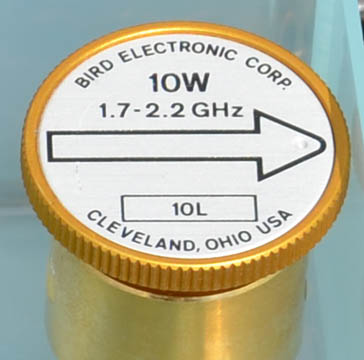 BIRD ELECTRONIC CORP.
10W
1.7-2.2 GHz
10L
CLEVELAND, OHIO USA